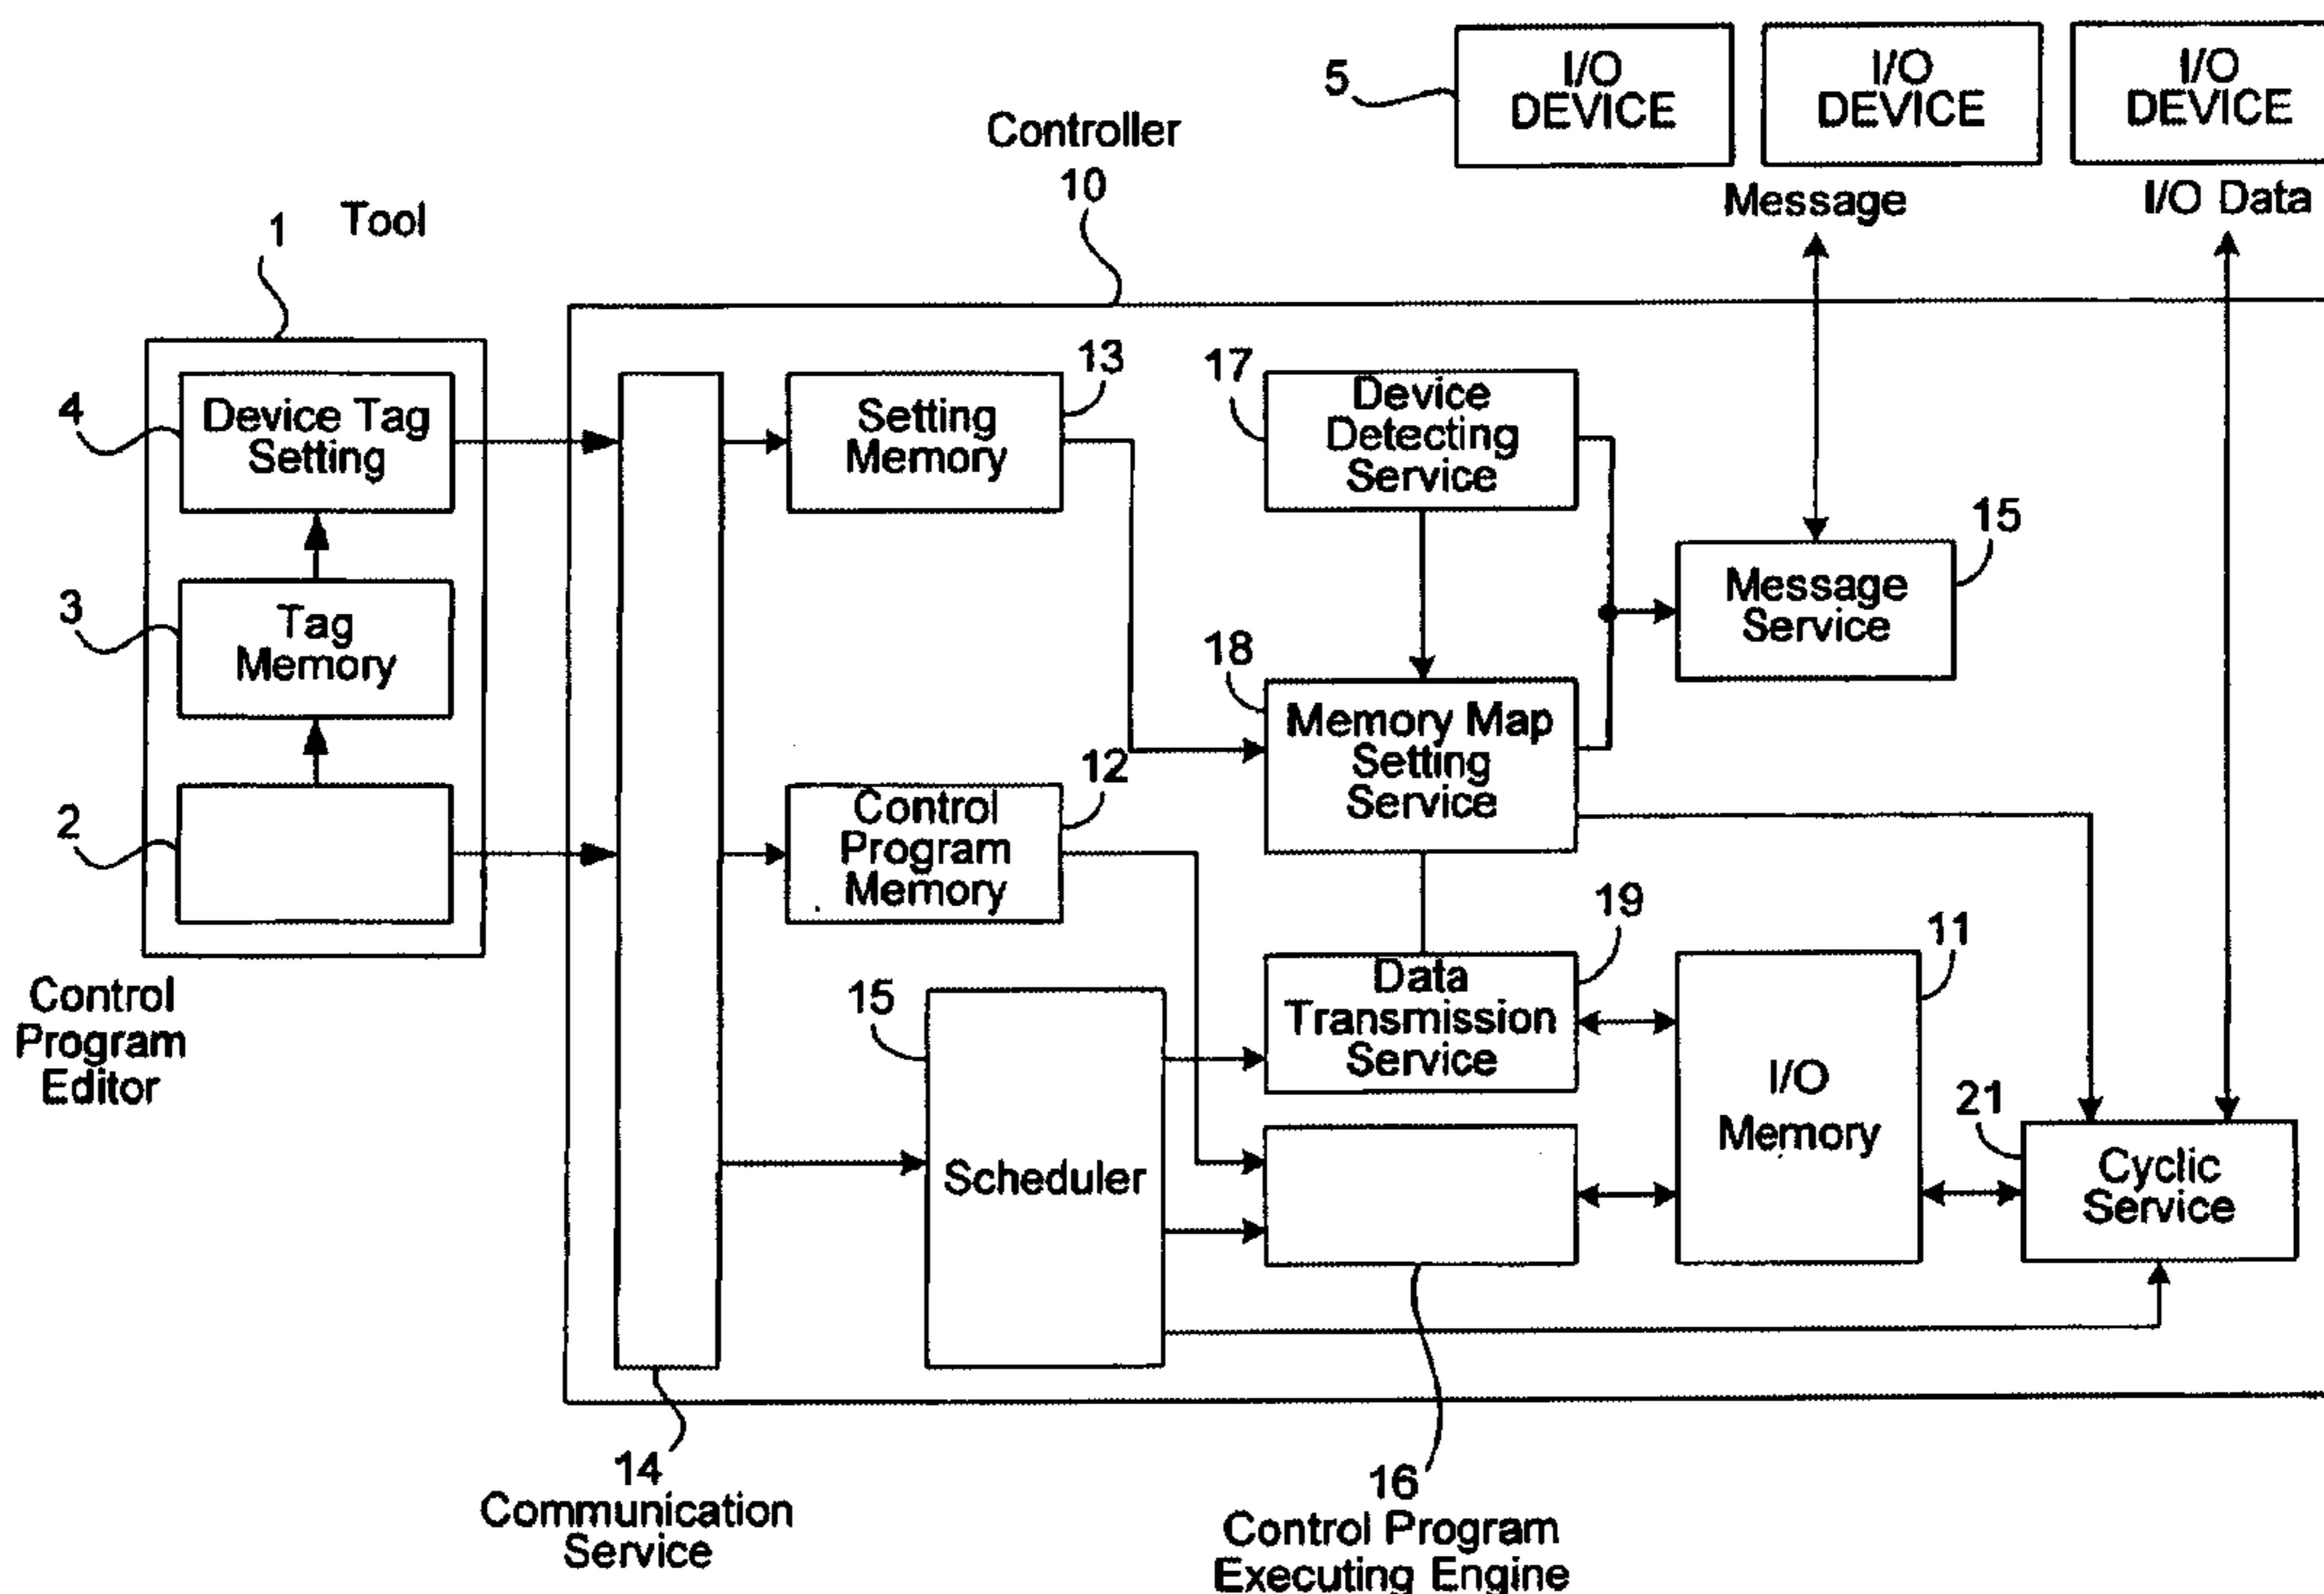 I/O
DEVICE
I/O
DEVICE
I/O
DEVICE
5
Controller
10
Message
I/O Data
1
Tool
4
Device Tag
Setting
13
Setting
Memory
17
Device
Detecting
Service
15
Message
Service
3
Tag
Memory
18
Memory Map
Setting
Service
12
Control
Program
Memory
2
19
Data
Transmission
Service
11
I/O
Memory
Control
Program
Editor
15
Scheduler
21
Cyclic
Service
14
Communication
Service
16
Control Program
Executing Engine